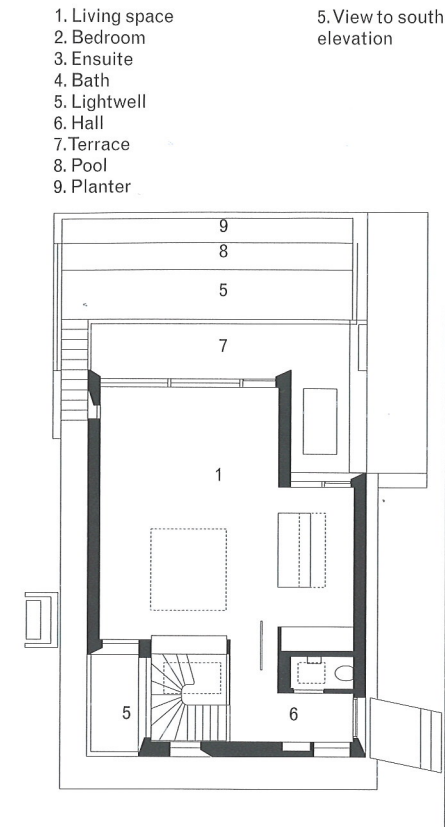 1. Living space
2. Bedroom
3. Ensuite
4. Bath
5. Lightwell
6. Hall
7. Terrace
8. Pool
9. Planter
5. View to south
elevation
9
8
5
7
1
5
6